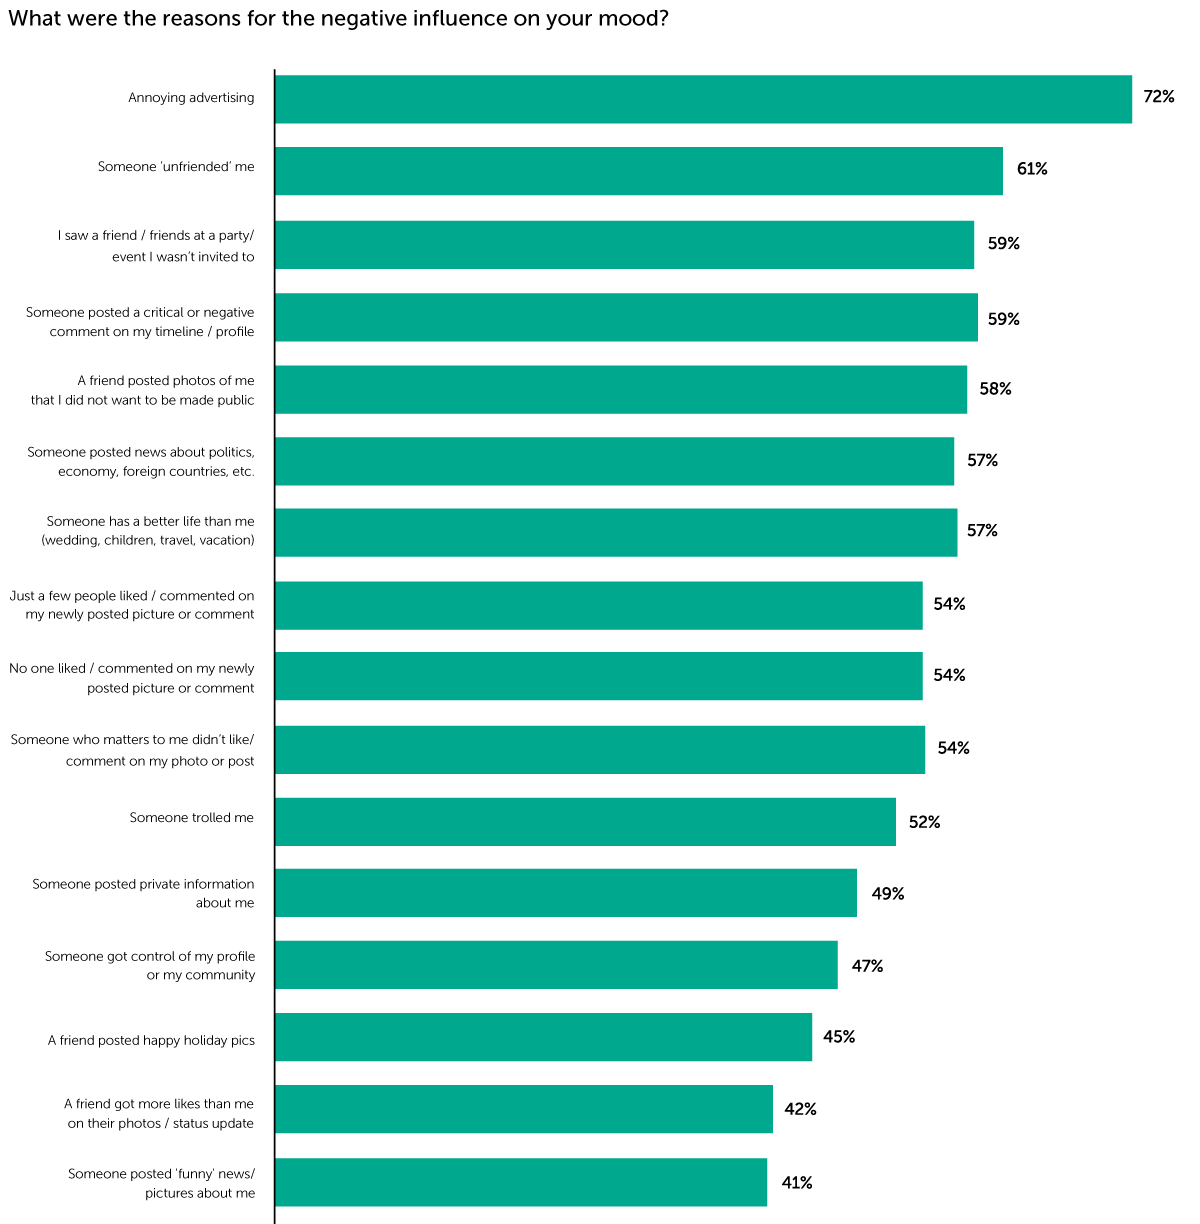 What were the reasons for the negative influence on your mood?
Annoying advertising
72%
Someone ‘unfriended’ me
61%
I saw a friend / friends at a party/
event I wasn’t invited to
59%
Someone posted a critical or negative
comment on my timeline / profile
59%
A friend posted photos of me
that I did not want to be made public
58%
Someone posted news about politics,
economy, foreign countries, etc.
57%
Someone has a better life than me
(wedding, children, travel, vacation)
57%
Just a few people liked / commented on
my newly posted picture or comment
54%
No one liked / commented on my newly
posted picture or comment
54%
Someone who matters to me didn’t like/
comment on my photo or post
54%
Someone trolled me
52%
Someone posted private information
about me
49%
Someone got control of my profile
or my community
47%
A friend posted happy holiday pics
45%
A friend got more likes than me
on their photos / status update
42%
Someone posted 'funny' news/
pictures about me
41%